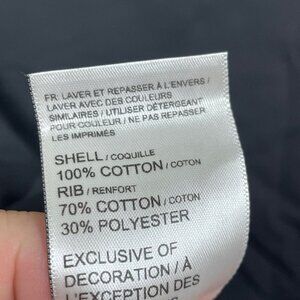 FR: LAVER ET REPASSER À L'ENVERS /
LAVER AVEC DES COULEURS
SIMILAIRES / UTILISER DÉTERGENT
POUR COULEUR / NE PAS REPASSER
LES IMPRIMÉS
SHELL / COQUILLE
100% COTTON / COTON
RIB / RENFORT
70% COTTON / COTON
30% POLYESTER
EXCLUSIVE OF
DECORATION / À
L'EXCEPTION DES